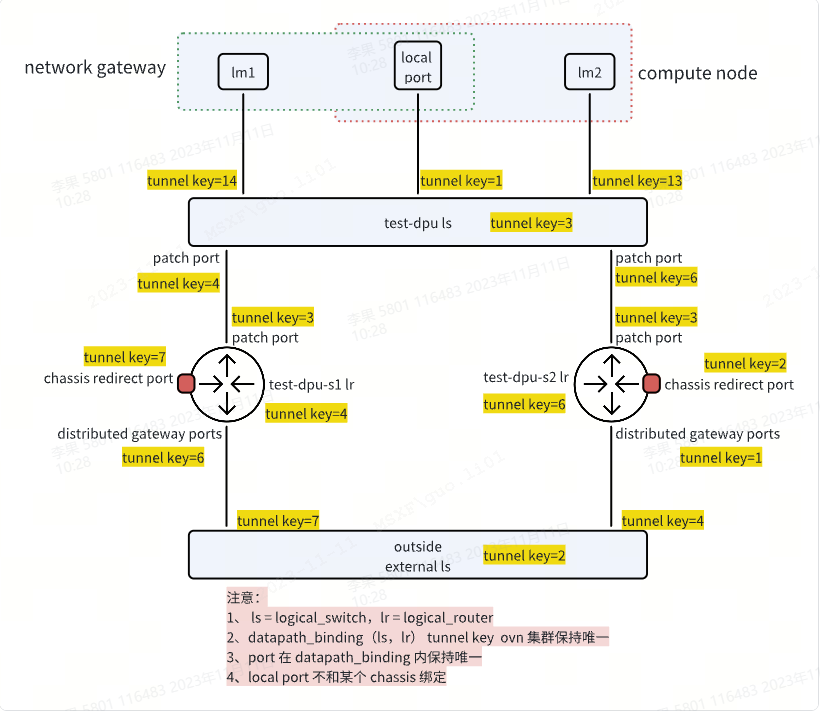 network gateway
lm1
local
port
lm2
compute node
tunnel key=14
tunnel key=1
tunnel key=13
test-dpu ls
tunnel key=3
patch port
tunnel key=4
patch port
tunnel key=6
tunnel key=3
patch port
tunnel key=3
patch port
tunnel key=7
chassis redirect port
test-dpu-s1 lr
tunnel key=4
test-dpu-s2 lr
tunnel key=6
tunnel key=2
chassis redirect port
distributed gateway ports
tunnel key=6
distributed gateway ports
tunnel key=1
tunnel key=7
tunnel key=4
outside
external ls
tunnel key=2
注意：
1、 ls = logical_switch，lr = logical_router
2、datapath_binding（ls，lr） tunnel key ovn 集群保持唯一
3、port 在 datapath_binding 内保持唯一
4、local port 不和某个 chassis 绑定
李果 5801 116483 2023年11月11日
10:28